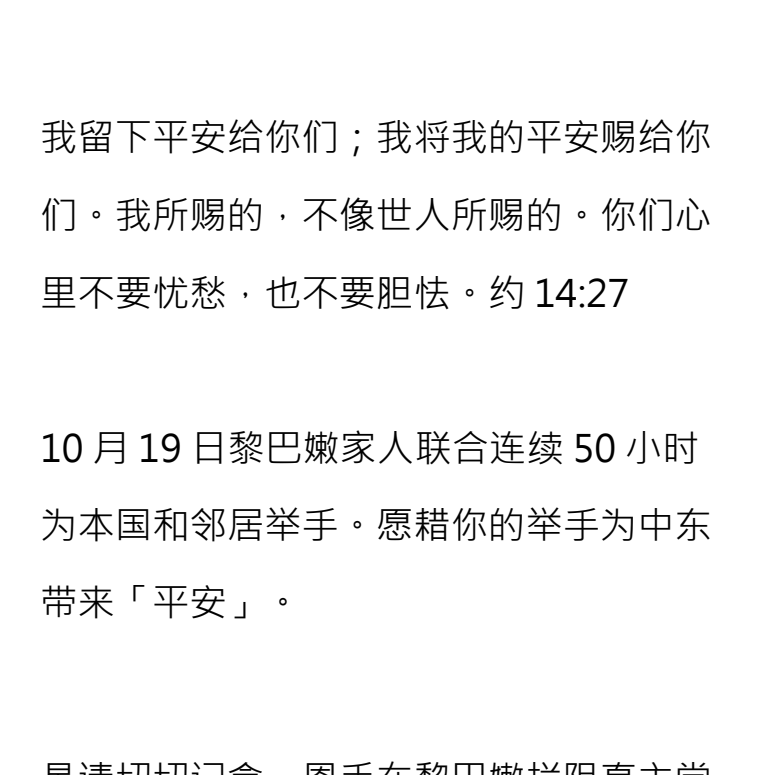 我留下平安给你们；我将我的平安赐给你
们。我所赐的，不像世人所赐的。你们心
里不要忧愁，也不要胆怯。约 14:27
10 月 19 日黎巴嫩家人联合连续 50 小时
为本国和邻居举手。愿耤你的举手为中东
带来「平安」。